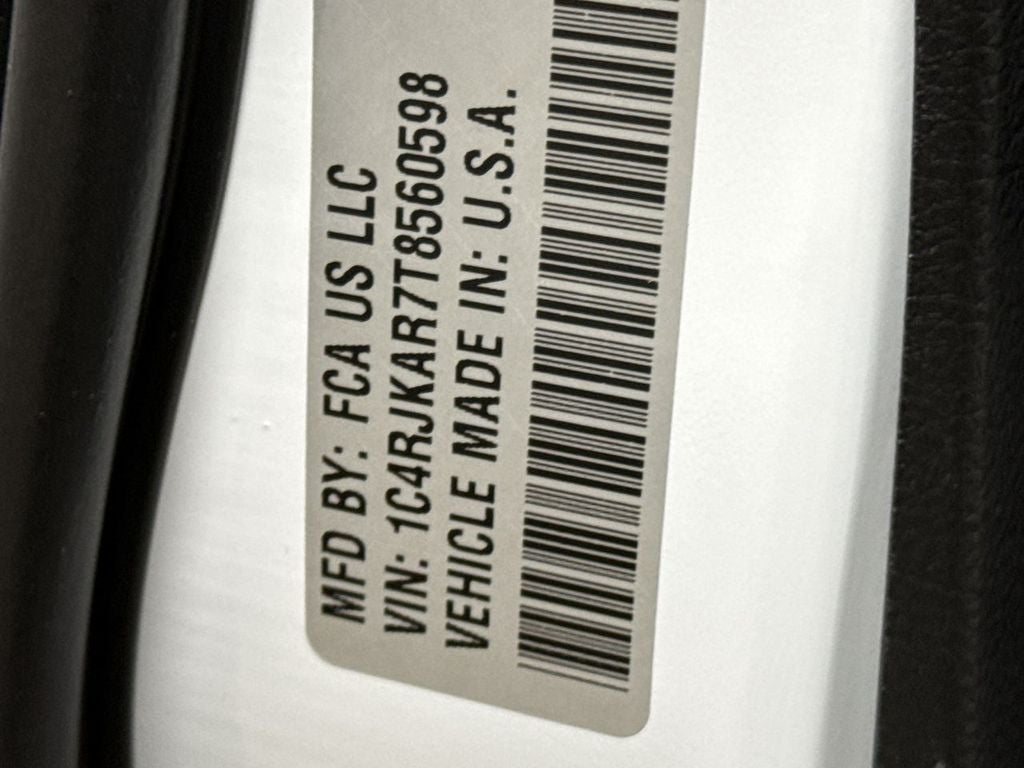 MFD BY: FCA US LLC
VIN: 1C4RJKAR7T8560598
VEHICLE MADE IN: U.S.A.